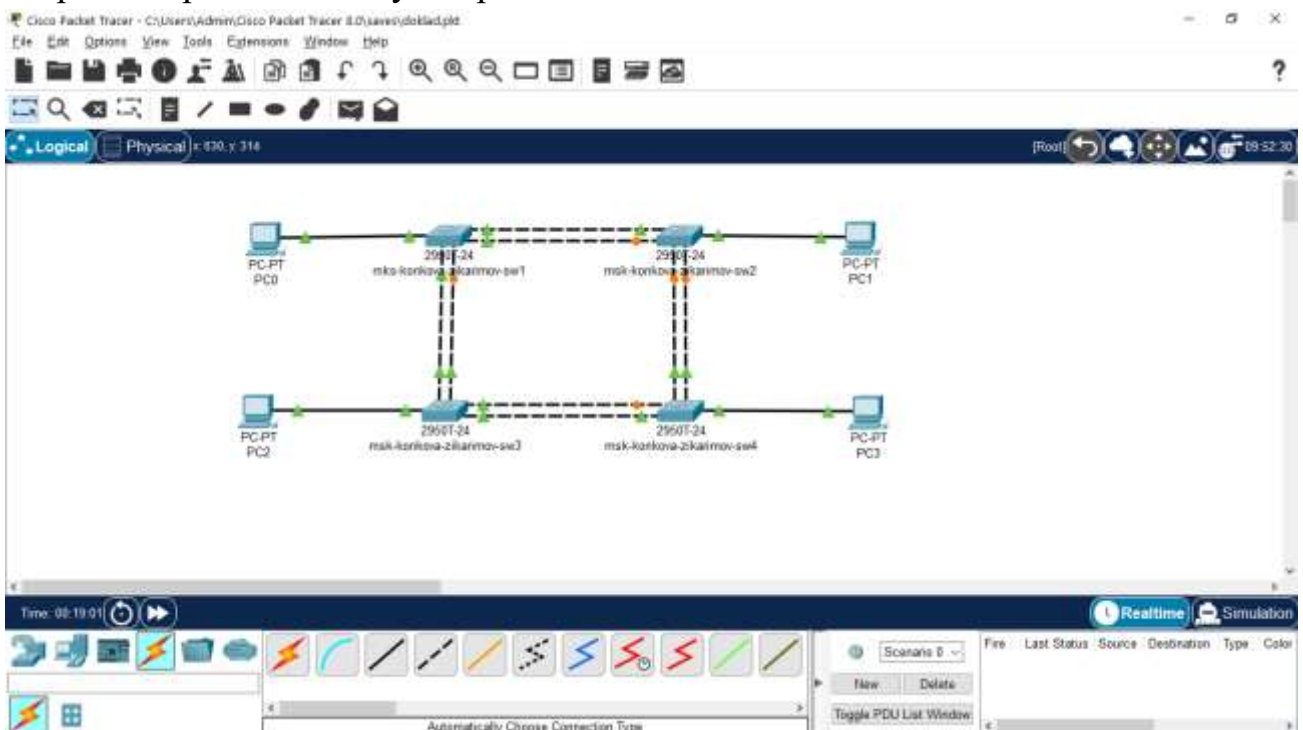 Cisco Packet Tracer - C:\Users\Admin\Cisco Packet Tracer 8.0\saves\doklad.pkt
File Edit Options View Tools Extensions Window Help
?
Logical Physical x: 630, y: 314 [Root] 09:52:30
2950T-24 2950T-24
PC-PT mks-konkova-zikarimov-sw1 msk-konkova-zikarimov-sw2 PC-PT
PC0 PC1
2950T-24 2950T-24
PC-PT msk-konkova-zikarimov-sw3 msk-konkova-zikarimov-sw4 PC-PT
PC2 PC3
Time: 00:19:01 Realtime Simulation
Scenario 0 Fire Last Status Source Destination Type Color
New Delete
Toggle PDU List Window
Automatically Choose Connection Type